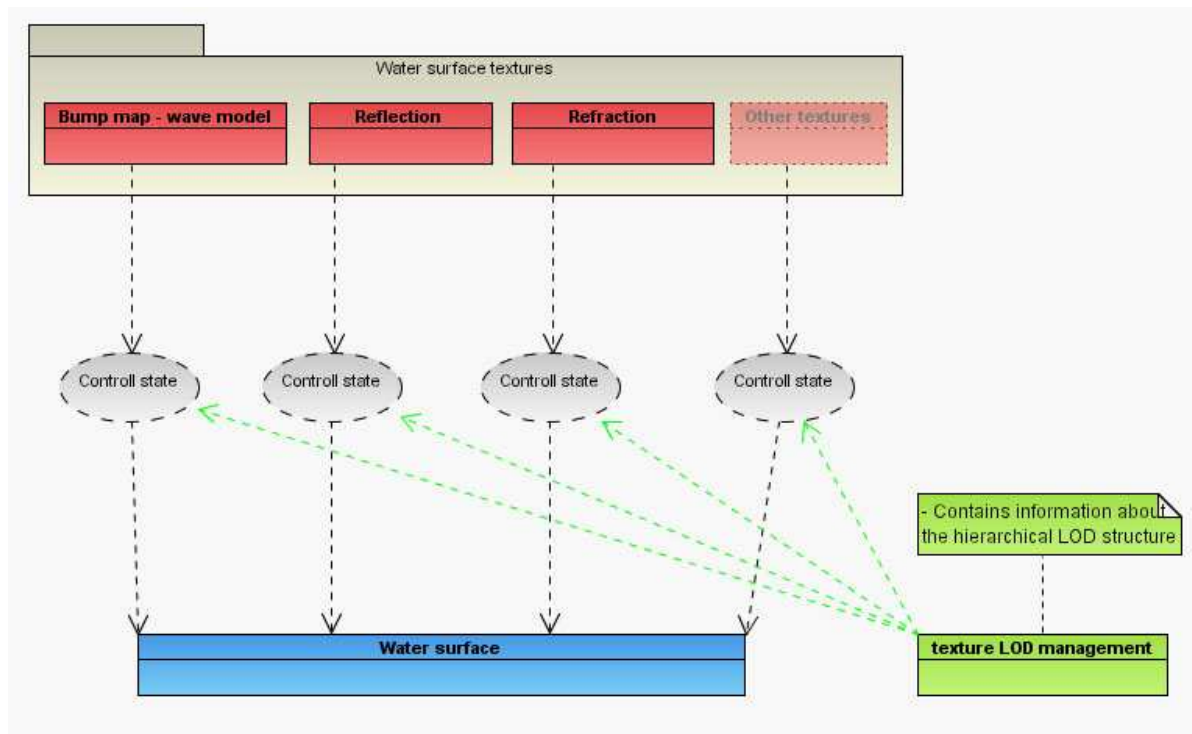 Water surface textures
Bump map - wave model
Reflection
Refraction
Other textures
Controll state
Controll state
Controll state
Controll state
- Contains information about
the hierarchical LOD structure
Water surface
texture LOD management